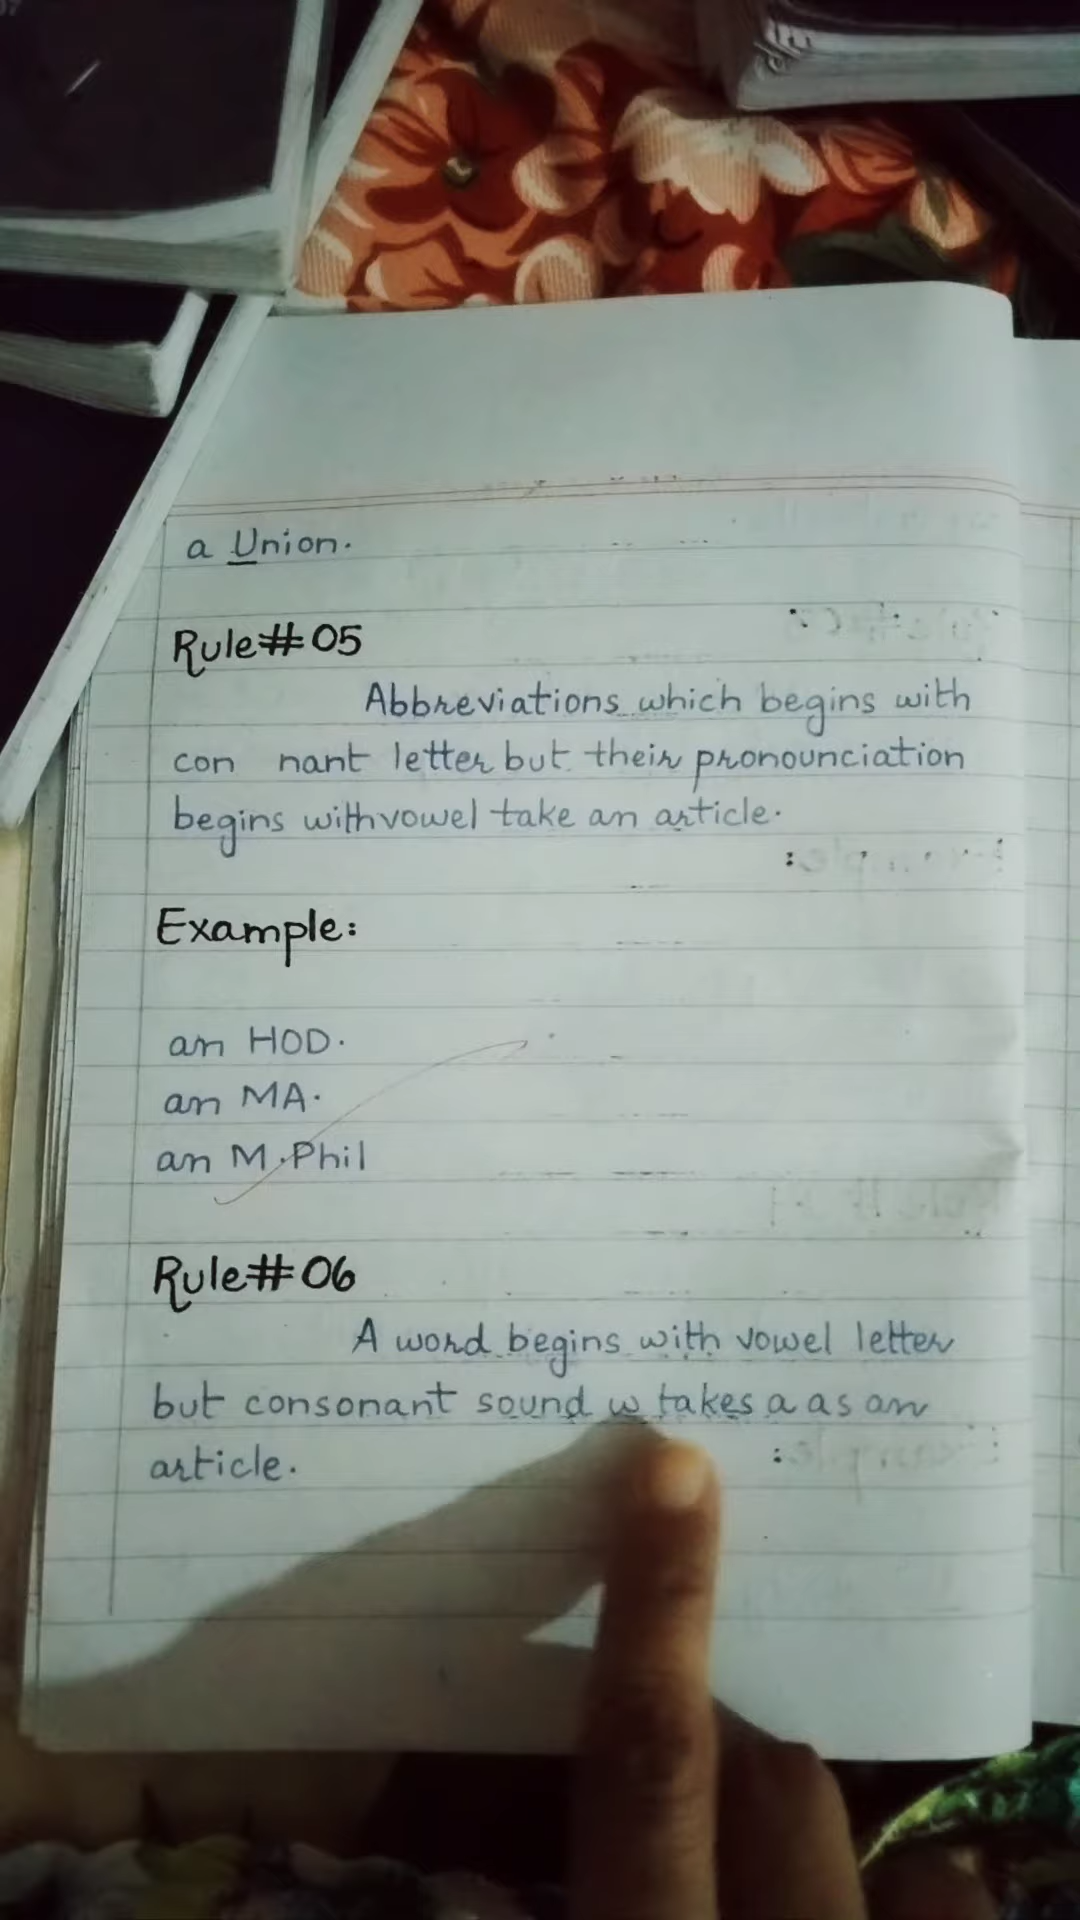 a Union.
Rule# 05
Abbreviations which begins with
con nant letter but their pronounciation
begins with vowel take an article.
Example:
an HOD.
an MA.
an M.Phil
Rule# 06
A word begins with vowel letter
but consonant sound w takes a as an
article.